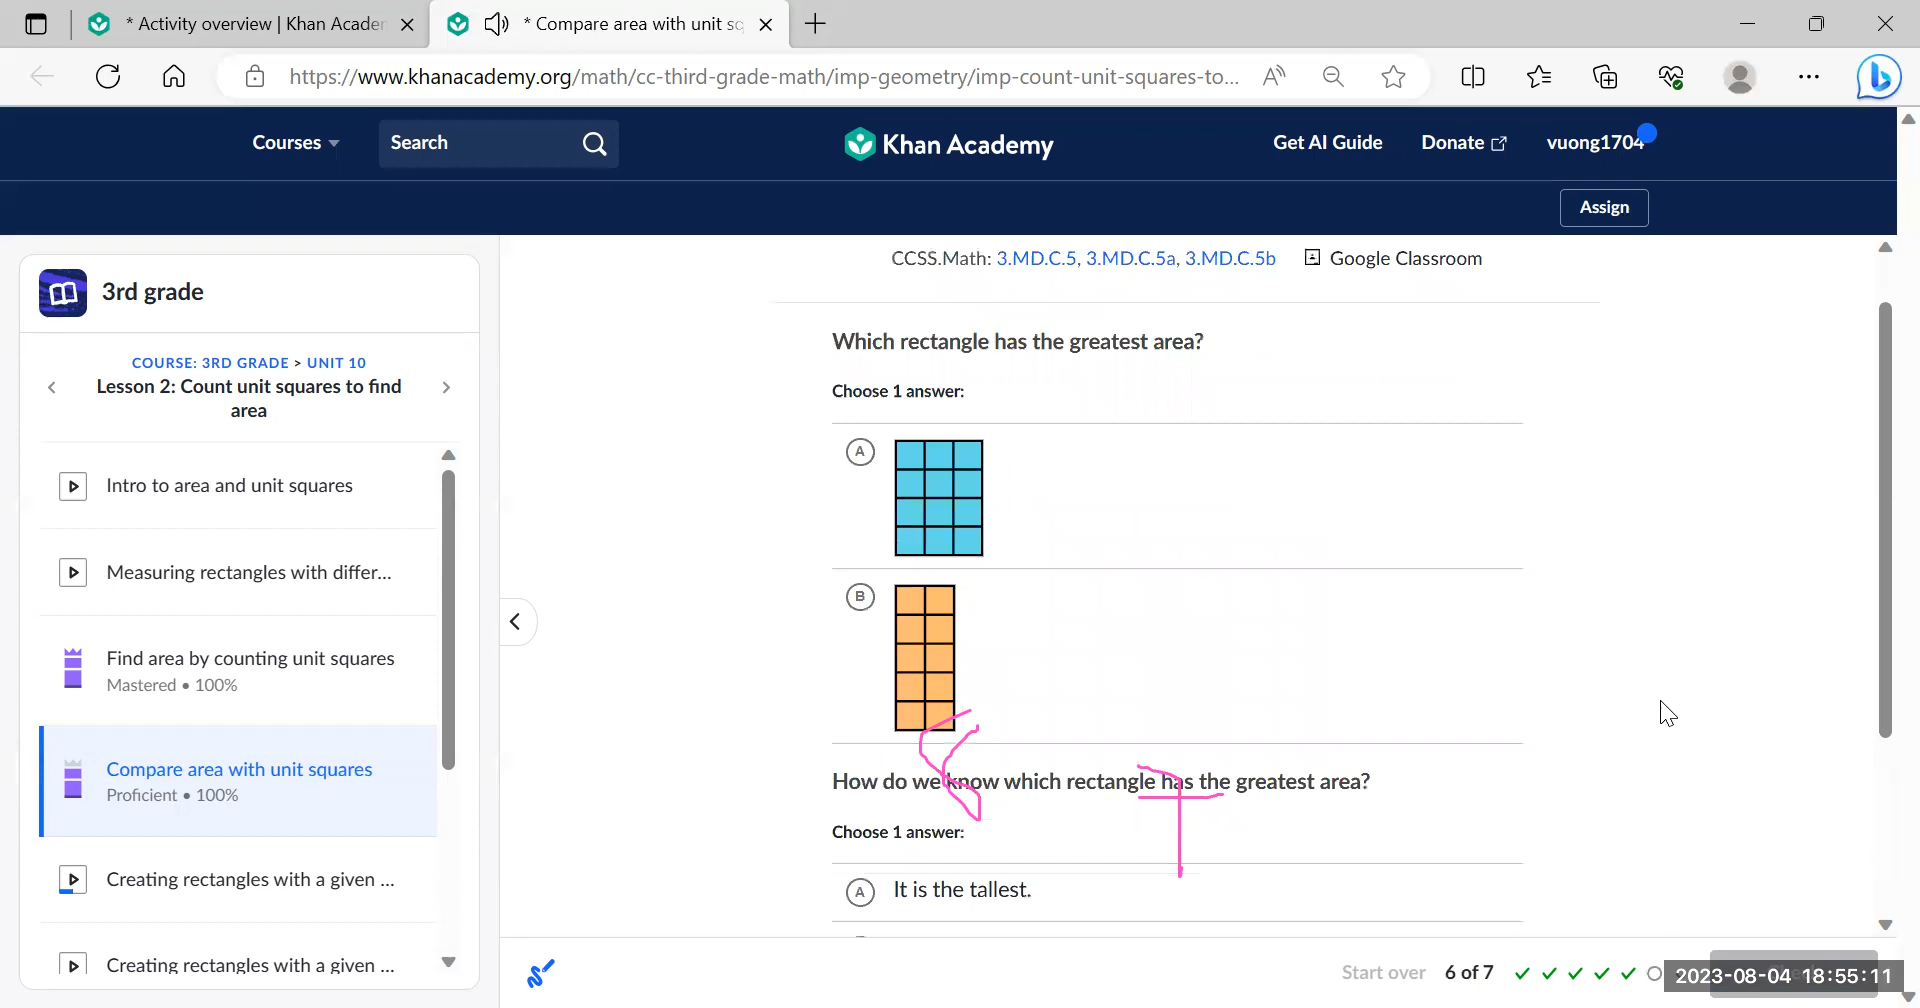 * Activity overview | Khan Acade
* Compare area with unit sq
https://www.khanacademy.org/math/cc-third-grade-math/imp-geometry/imp-count-unit-squares-to...
Courses
Search
Khan Academy
Get AI Guide
Donate
vuong1704
Assign
3rd grade
COURSE: 3RD GRADE > UNIT 10
Lesson 2: Count unit squares to find
area
Intro to area and unit squares
Measuring rectangles with differ...
Find area by counting unit squares
Mastered • 100%
Compare area with unit squares
Proficient • 100%
Creating rectangles with a given ...
Creating rectangles with a given ...
CCSS.Math: 3.MD.C.5, 3.MD.C.5a, 3.MD.C.5b
Google Classroom
Which rectangle has the greatest area?
Choose 1 answer:
A
B
How do we know which rectangle has the greatest area?
Choose 1 answer:
A It is the tallest.
Start over
6 of 7
2023-08-04 18:55:11